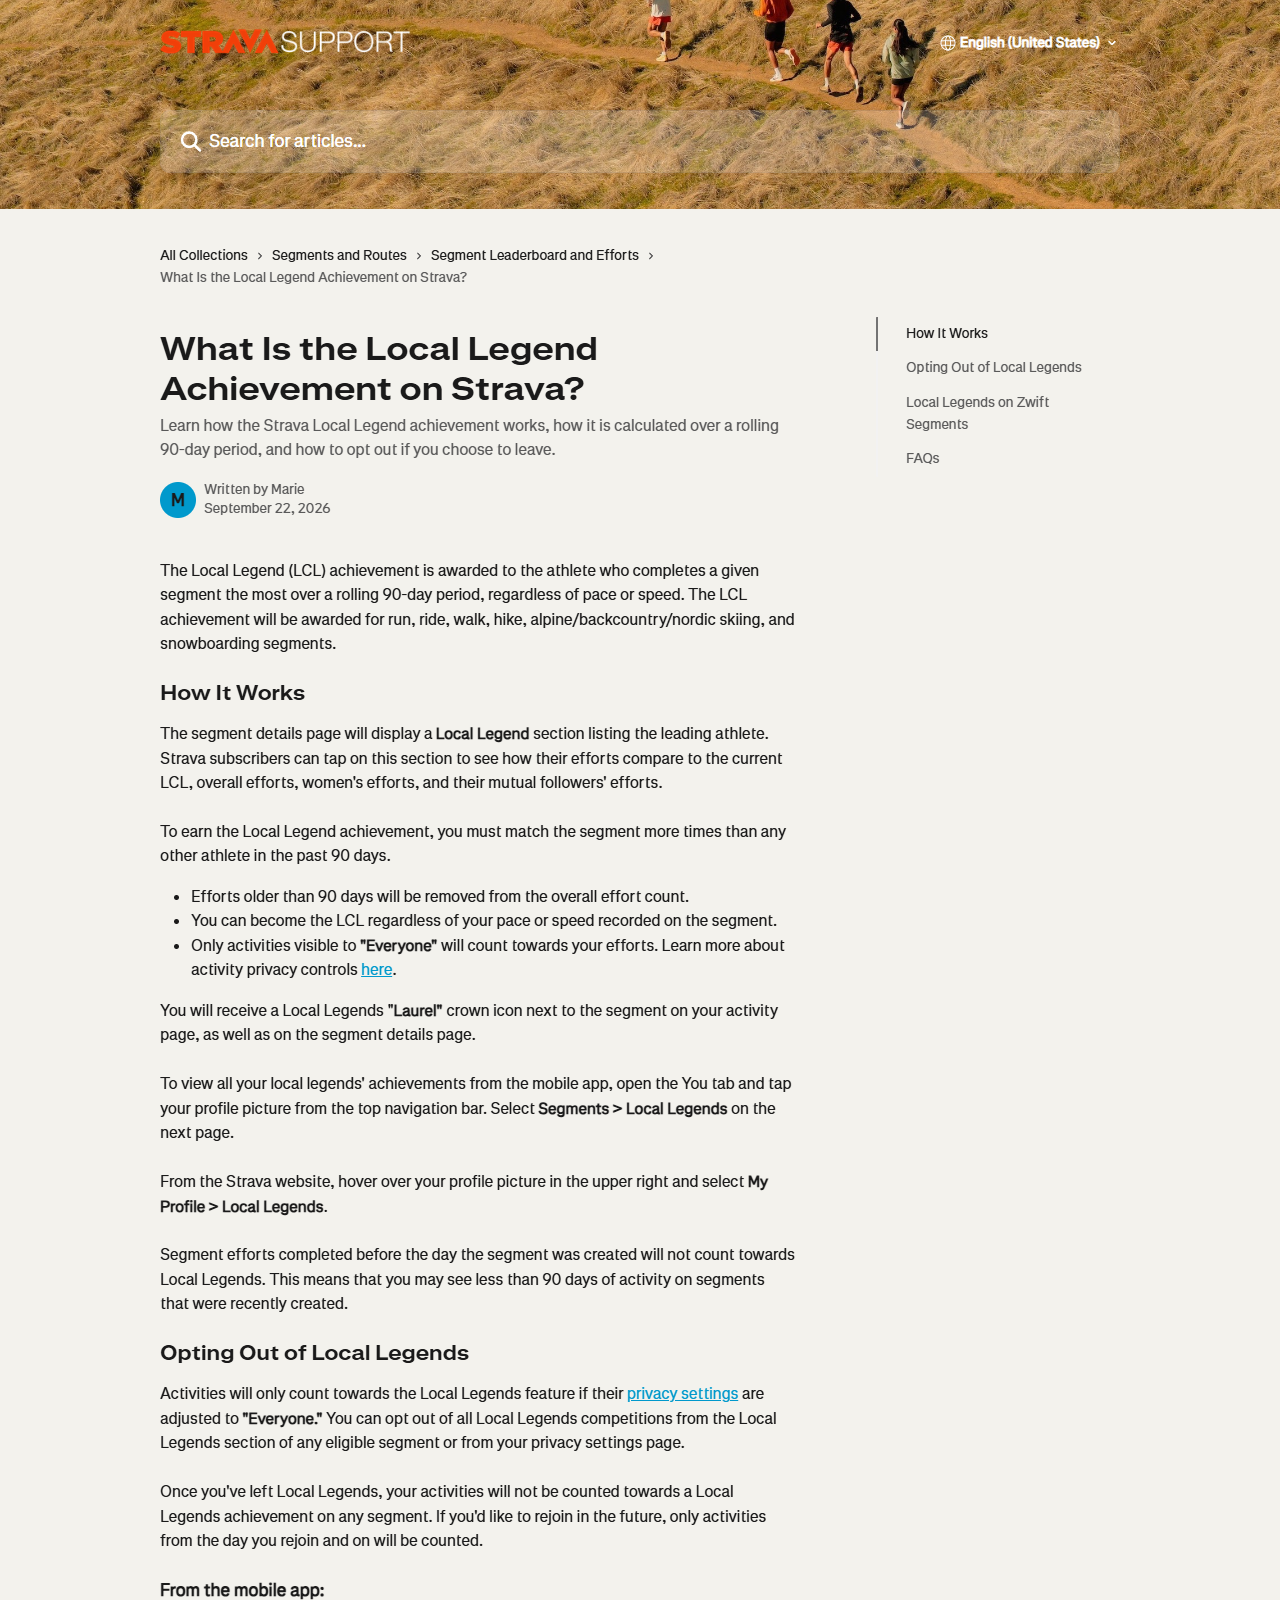 STRAVA SUPPORT
English (United States)
Search for articles...
All Collections
Segments and Routes
Segment Leaderboard and Efforts
What Is the Local Legend Achievement on Strava?
What Is the Local Legend
Achievement on Strava?
Learn how the Strava Local Legend achievement works, how it is calculated over a rolling
90-day period, and how to opt out if you choose to leave.
M
Written by Marie
September 22, 2026
How It Works
Opting Out of Local Legends
Local Legends on Zwift
Segments
FAQs
The Local Legend (LCL) achievement is awarded to the athlete who completes a given
segment the most over a rolling 90-day period, regardless of pace or speed. The LCL
achievement will be awarded for run, ride, walk, hike, alpine/backcountry/nordic skiing, and
snowboarding segments.
How It Works
The segment details page will display a Local Legend section listing the leading athlete.
Strava subscribers can tap on this section to see how their efforts compare to the current
LCL, overall efforts, women's efforts, and their mutual followers' efforts.
To earn the Local Legend achievement, you must match the segment more times than any
other athlete in the past 90 days.
• Efforts older than 90 days will be removed from the overall effort count.
• You can become the LCL regardless of your pace or speed recorded on the segment.
• Only activities visible to "Everyone" will count towards your efforts. Learn more about
activity privacy controls here.
You will receive a Local Legends "Laurel" crown icon next to the segment on your activity
page, as well as on the segment details page.
To view all your local legends' achievements from the mobile app, open the You tab and tap
your profile picture from the top navigation bar. Select Segments > Local Legends on the
next page.
From the Strava website, hover over your profile picture in the upper right and select My
Profile > Local Legends.
Segment efforts completed before the day the segment was created will not count towards
Local Legends. This means that you may see less than 90 days of activity on segments
that were recently created.
Opting Out of Local Legends
Activities will only count towards the Local Legends feature if their privacy settings are
adjusted to "Everyone." You can opt out of all Local Legends competitions from the Local
Legends section of any eligible segment or from your privacy settings page.
Once you've left Local Legends, your activities will not be counted towards a Local
Legends achievement on any segment. If you'd like to rejoin in the future, only activities
from the day you rejoin and on will be counted.
From the mobile app: